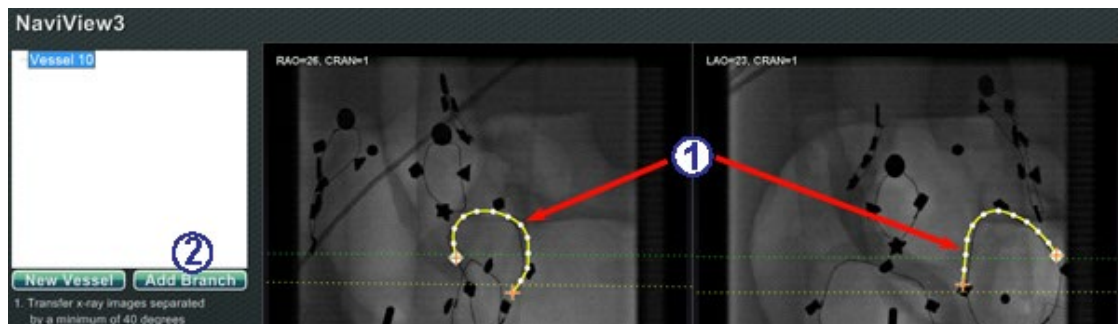 NaviView3
Vessel 10
RAO=26, CRAN=1
LAO=23, CRAN=1
1
2
New Vessel
Add Branch
1. Transfer x-ray images separated
by a minimum of 40 degrees